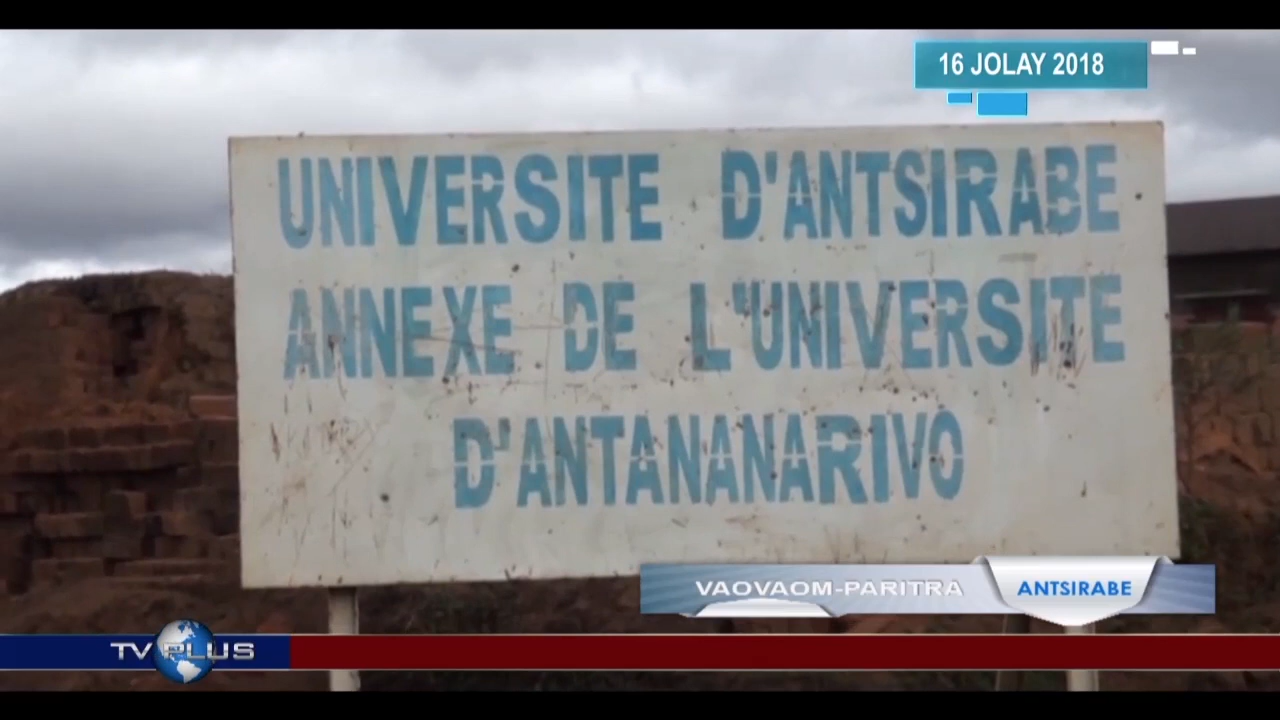 16 JOLAY 2018
UNIVERSITE D'ANTSIRABE
ANNEXE DE L'UNIVERSITE
D'ANTANANARIVO
VAOVAOM-PARITRA ANTSIRABE
TV PLUS